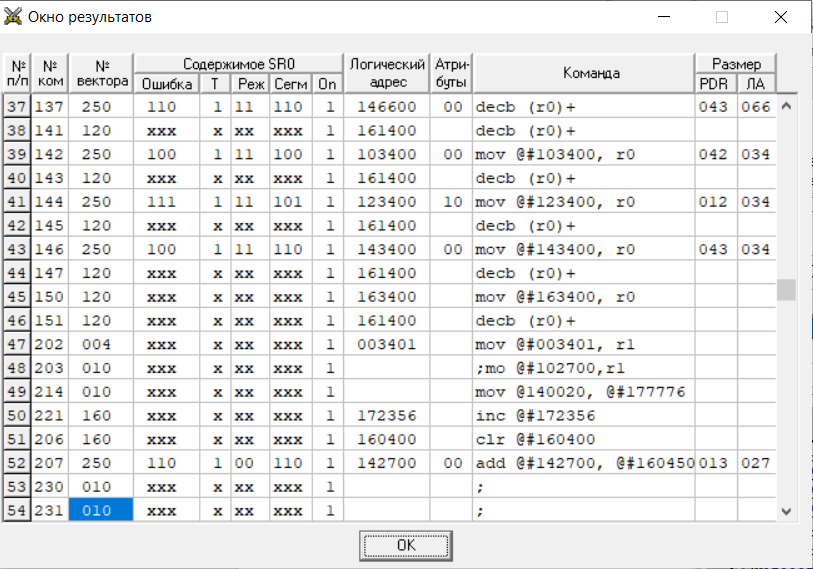 Окно результатов
№ п/п № ком № вектора Содержимое SR0 Логический адрес Атри-буты Команда Размер
Ошибка T Реж Сегм On PDR ЛА
37 137 250 110 1 11 110 1 146600 00 decb (r0)+ 043 066
38 141 120 xxx x xx xxx 1 161400 decb (r0)+
39 142 250 100 1 11 100 1 103400 00 mov @#103400, r0 042 034
40 143 120 xxx x xx xxx 1 161400 decb (r0)+
41 144 250 111 1 11 101 1 123400 10 mov @#123400, r0 012 034
42 145 120 xxx x xx xxx 1 161400 decb (r0)+
43 146 250 100 1 11 110 1 143400 00 mov @#143400, r0 043 034
44 147 120 xxx x xx xxx 1 161400 decb (r0)+
45 150 120 xxx x xx xxx 1 163400 mov @#163400, r0
46 151 120 xxx x xx xxx 1 161400 decb (r0)+
47 202 004 xxx x xx xxx 1 003401 mov @#003401, r1
48 203 010 xxx x xx xxx 1 ;mo @#102700,r1
49 214 010 xxx x xx xxx 1 mov @140020, @#177776
50 221 160 xxx x xx xxx 1 172356 inc @#172356
51 206 160 xxx x xx xxx 1 160400 clr @#160400
52 207 250 110 1 00 110 1 142700 00 add @#142700, @#160450 013 027
53 230 010 xxx x xx xxx 1 ;
54 231 010 xxx x xx xxx 1 ;
OK